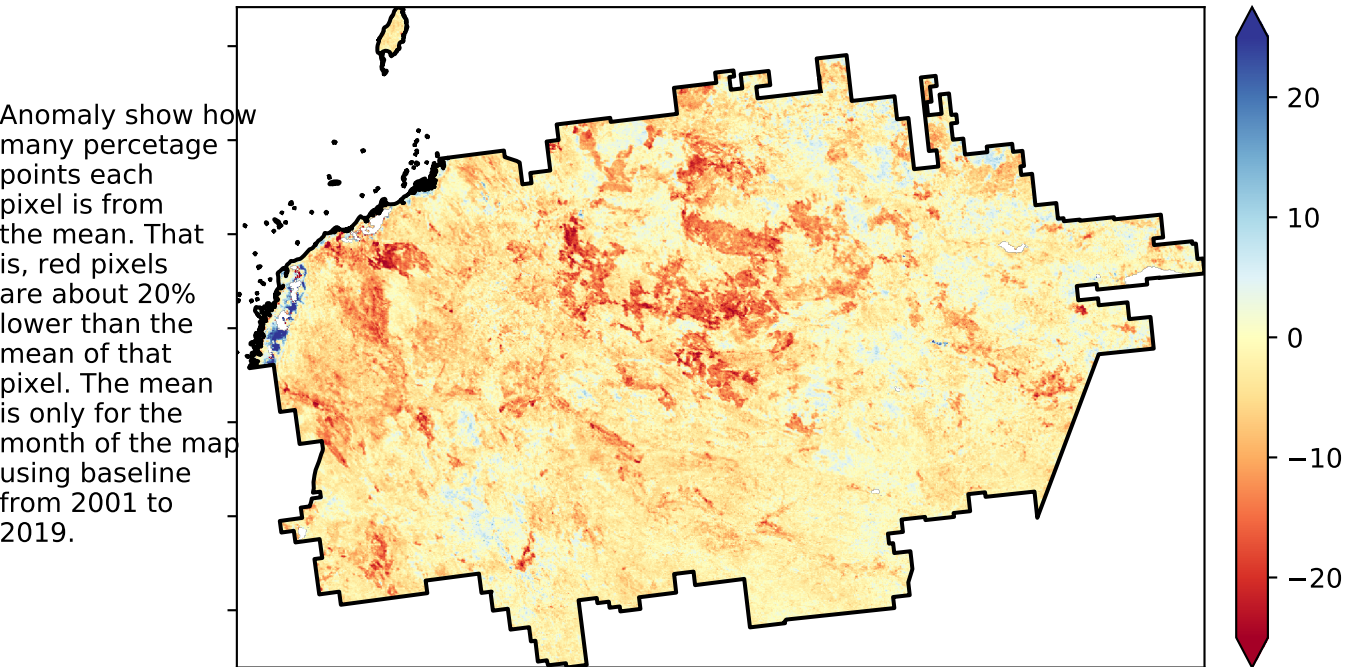 Anomaly show how
many percetage
points each
pixel is from
the mean. That
is, red pixels
are about 20%
lower than the
mean of that
pixel. The mean
is only for the
month of the map
using baseline
from 2001 to
2019.
20
10
0
−10
−20